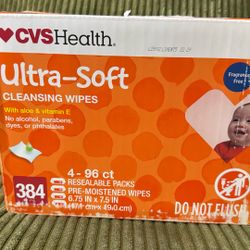 CVSHealth®
Ultra-Soft
CLEANSING WIPES
With aloe & vitamin E
No alcohol, parabens,
dyes, or phthalates
Fragrance
Free
384
4 - 96 ct
RESEALABLE PACKS
PRE-MOISTENED WIPES
6.75 IN x 7.5 IN
DO NOT FLUSH